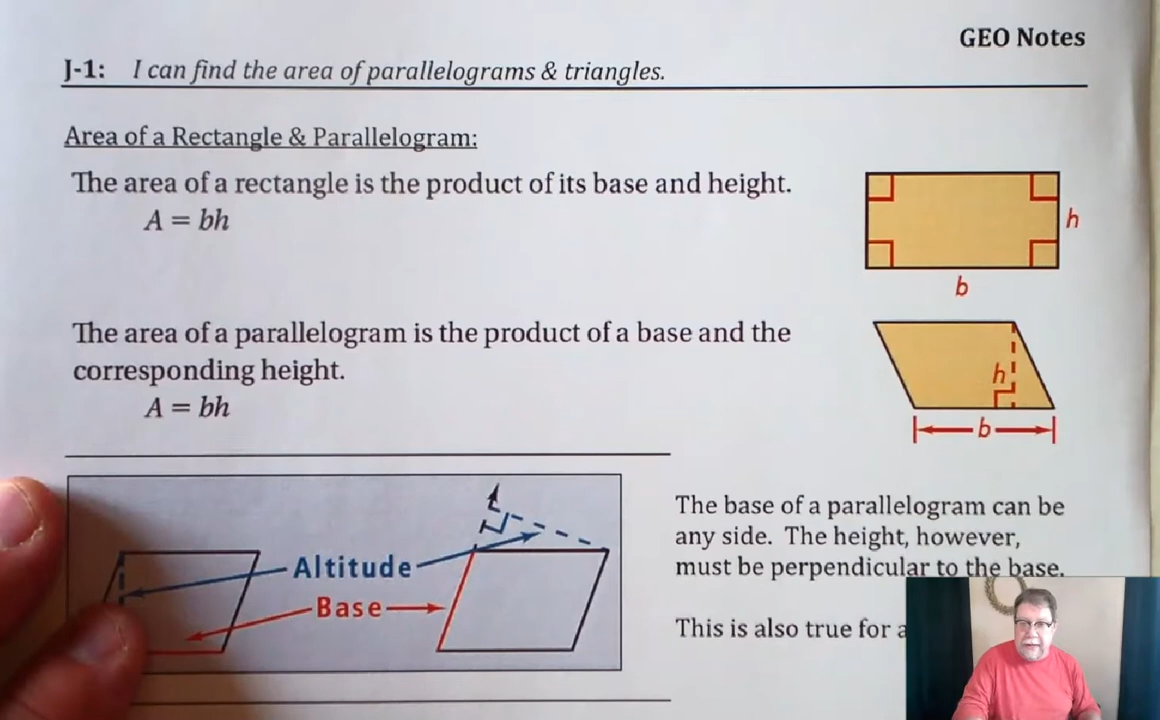 GEO Notes
J-1: I can find the area of parallelograms & triangles.
Area of a Rectangle & Parallelogram:
The area of a rectangle is the product of its base and height.
A = bh
h
b
The area of a parallelogram is the product of a base and the
corresponding height.
A = bh
h
b
Altitude
Base
The base of a parallelogram can be
any side. The height, however,
must be perpendicular to the base.
This is also true for